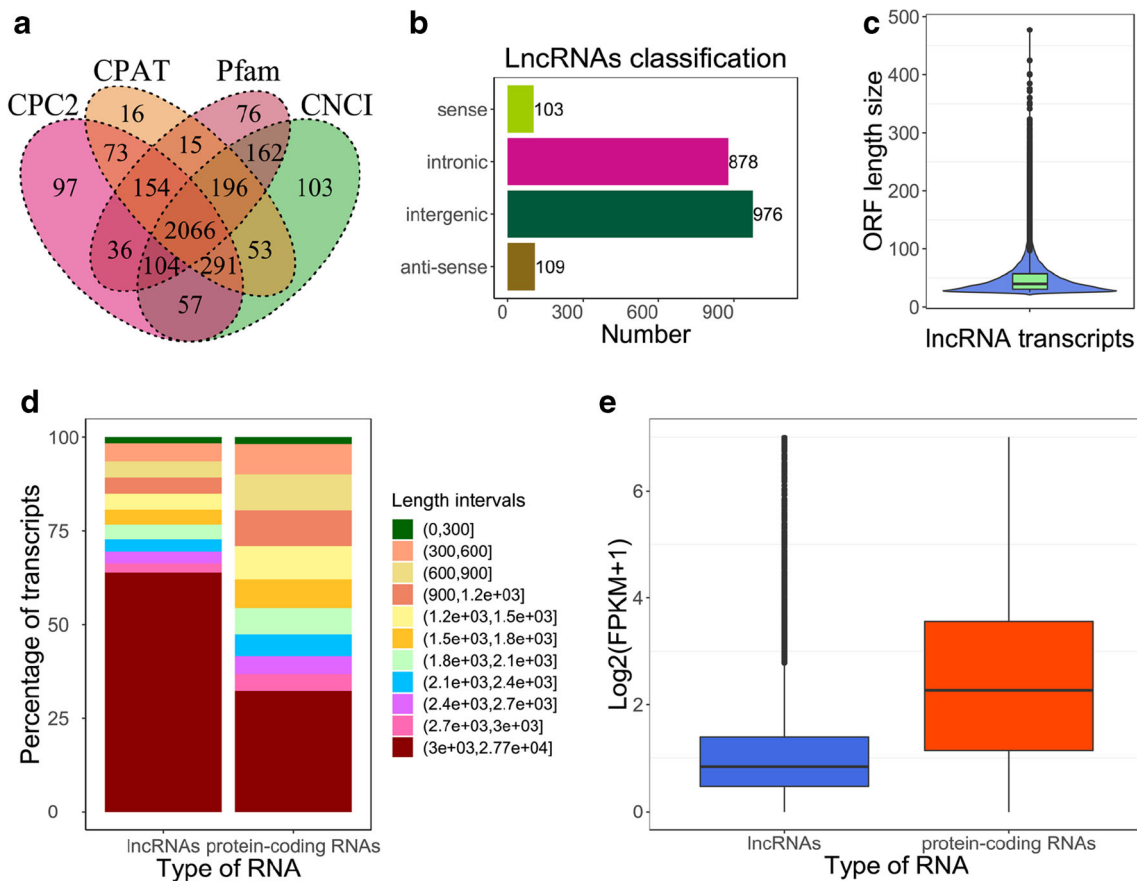 a
CPC2
CPAT
Pfam
CNCI
16
76
73
15
162
97
154
196
103
2066
36
53
104
291
57
b
LncRNAs classification
sense
103
intronic
878
intergenic
976
anti-sense
109
0
300
600
900
Number
c
500
400
300
200
100
0
ORF length size
lncRNA transcripts
d
100
75
50
25
0
Percentage of transcripts
lncRNAs
protein-coding RNAs
Type of RNA
Length intervals
(0,300]
(300,600]
(600,900]
(900,1.2e+03]
(1.2e+03,1.5e+03]
(1.5e+03,1.8e+03]
(1.8e+03,2.1e+03]
(2.1e+03,2.4e+03]
(2.4e+03,2.7e+03]
(2.7e+03,3e+03]
(3e+03,2.77e+04]
e
6
4
2
0
Log2(FPKM+1)
lncRNAs
protein-coding RNAs
Type of RNA